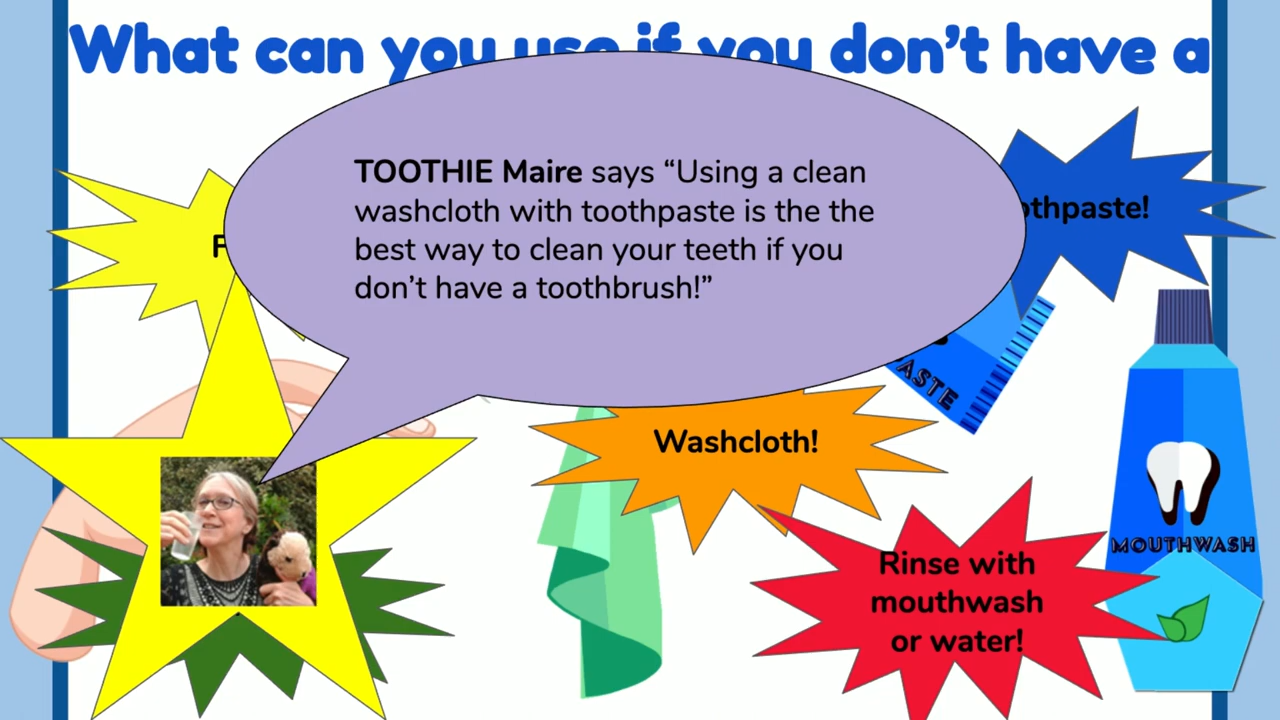 What can you use if you don’t have a
TOOTHIE Maire says “Using a clean
washcloth with toothpaste is the the
best way to clean your teeth if you
don’t have a toothbrush!”
othpaste!
F
PASTE
Washcloth!
MOUTHWASH
Rinse with
mouthwash
or water!